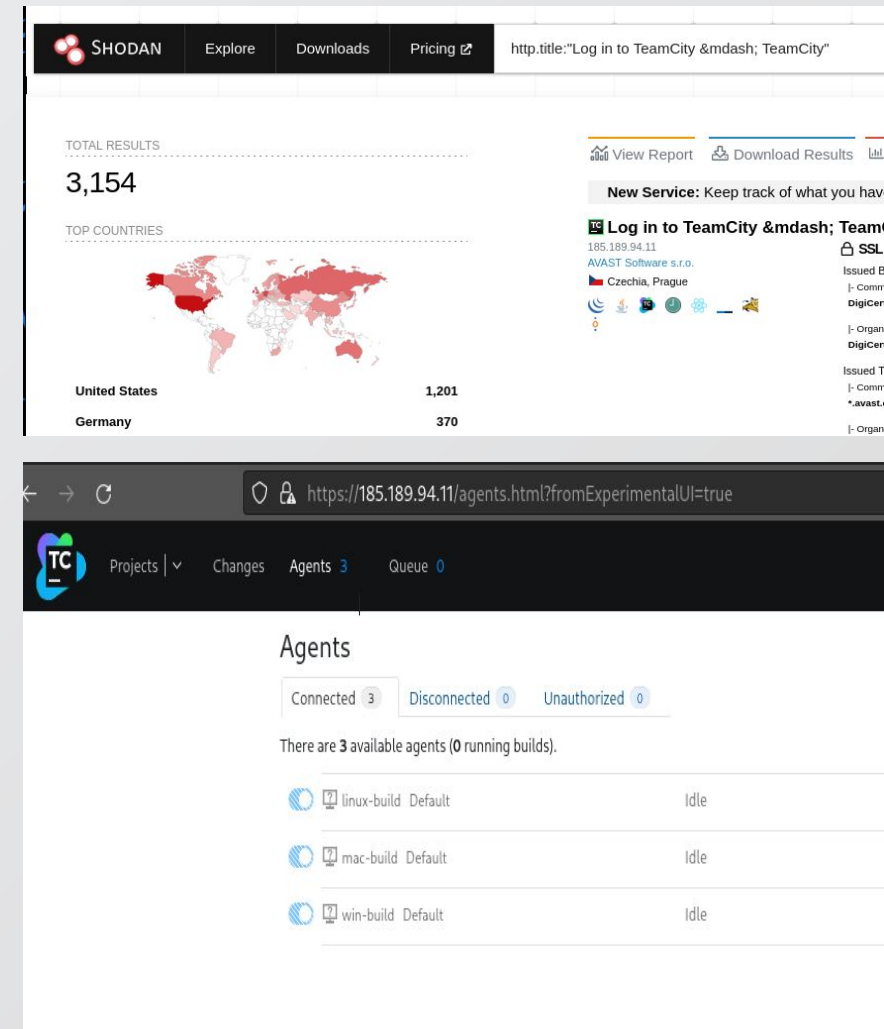 SHODAN Explore Downloads Pricing http.title:"Log in to TeamCity &mdash; TeamCity"
TOTAL RESULTS
3,154
TOP COUNTRIES
United States 1,201
Germany 370
View Report Download Results
New Service: Keep track of what you hav
Log in to TeamCity &mdash; Team
185.189.94.11
AVAST Software s.r.o.
Czechia, Prague
SSL
Issued B
|- Comm
DigiCer
|- Organ
DigiCer
Issued T
|- Comm
*.avast.
|- Organ
https://185.189.94.11/agents.html?fromExperimentalUI=true
TC Projects Changes Agents 3 Queue 0
Agents
Connected 3 Disconnected 0 Unauthorized 0
There are 3 available agents (0 running builds).
linux-build Default Idle
mac-build Default Idle
win-build Default Idle